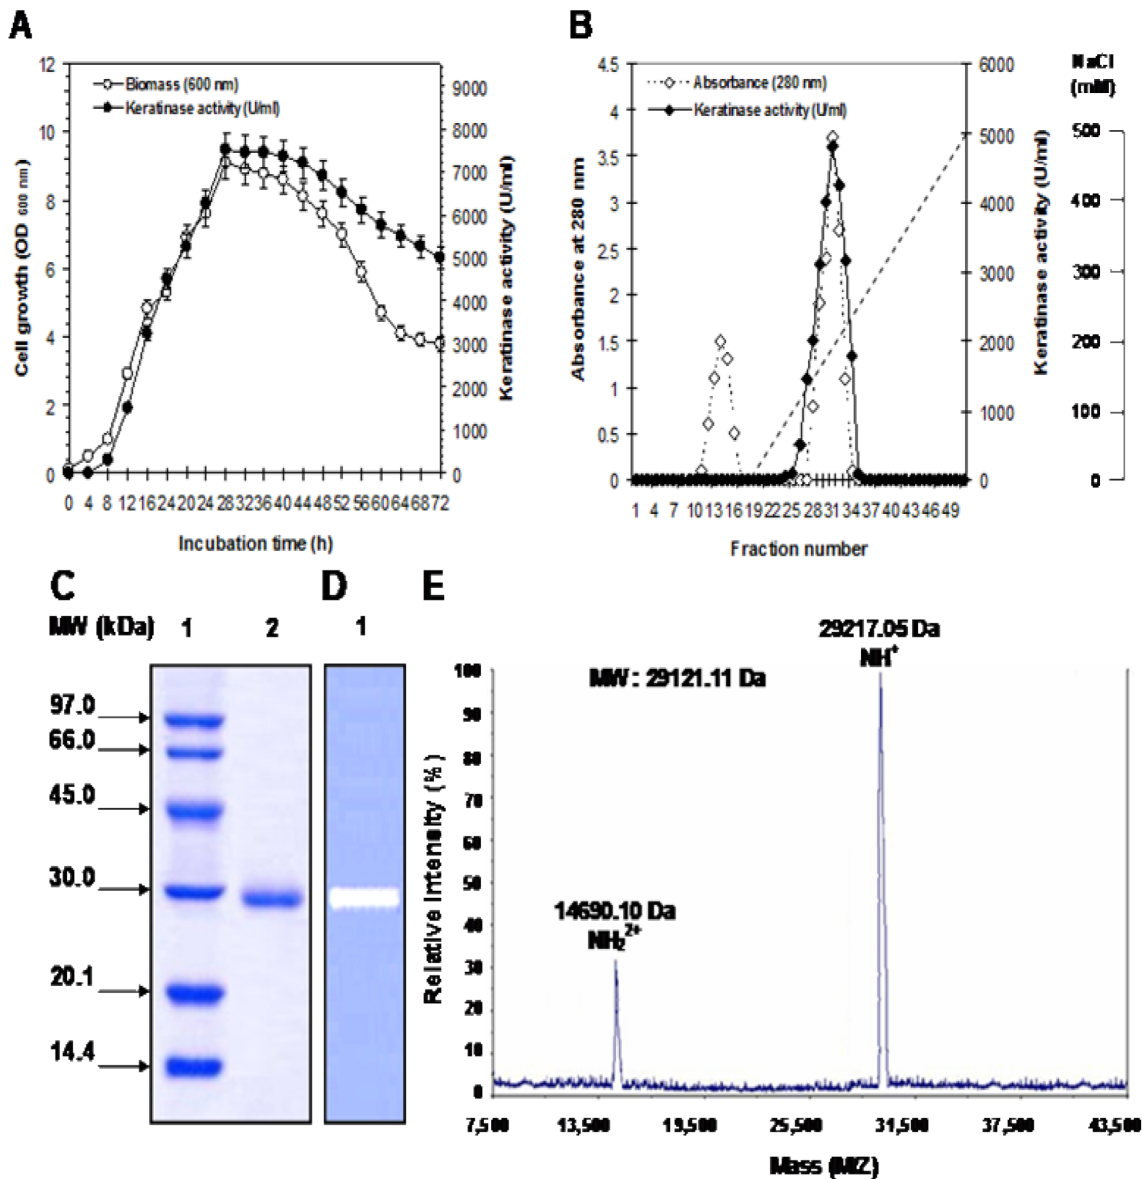 A
12
10
8
6
4
2
0
Cell growth (OD 600 nm)
Biomass (600 nm)
Keratinase activity (U/ml)
9000
8000
7000
6000
5000
4000
3000
2000
1000
0
Keratinase activity (U/ml)
0 4 8 12 16 24 20 24 28 32 36 40 44 48 52 56 60 64 68 72
Incubation time (h)
B
4.5
4
3.5
3
2.5
2
1.5
1
0.5
0
Absorbance at 280 nm
Absorbance (280 nm)
Keratinase activity (U/ml)
6000
5000
4000
3000
2000
1000
0
Keratinase activity (U/ml)
NaCl
(mM)
500
400
300
200
100
0
1 4 7 10 13 16 19 22 25 28 31 34 37 40 43 46 49
Fraction number
C
MW (kDa) 1 2
97.0
66.0
45.0
30.0
20.1
14.4
D
1
E
29217.05 Da
NH+
MW : 29121.11 Da
14690.10 Da
NH2 2+
100
90
80
70
60
50
40
30
20
10
0
Relative Intensity (%)
7,500 13,500 19,500 25,500 31,500 37,500 43,500
Mass (M/Z)